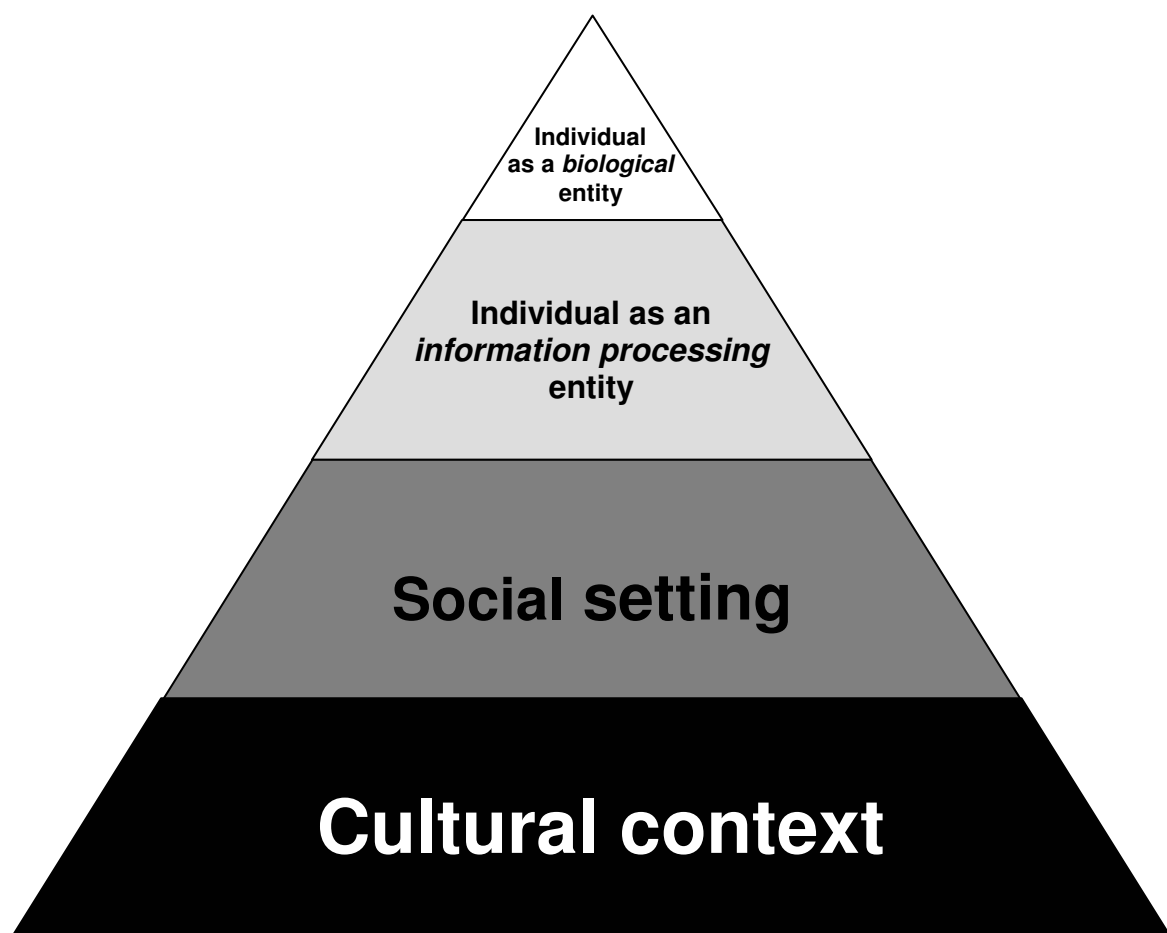 Individual
as a biological
entity
Individual as an
information processing
entity
Social setting
Cultural context